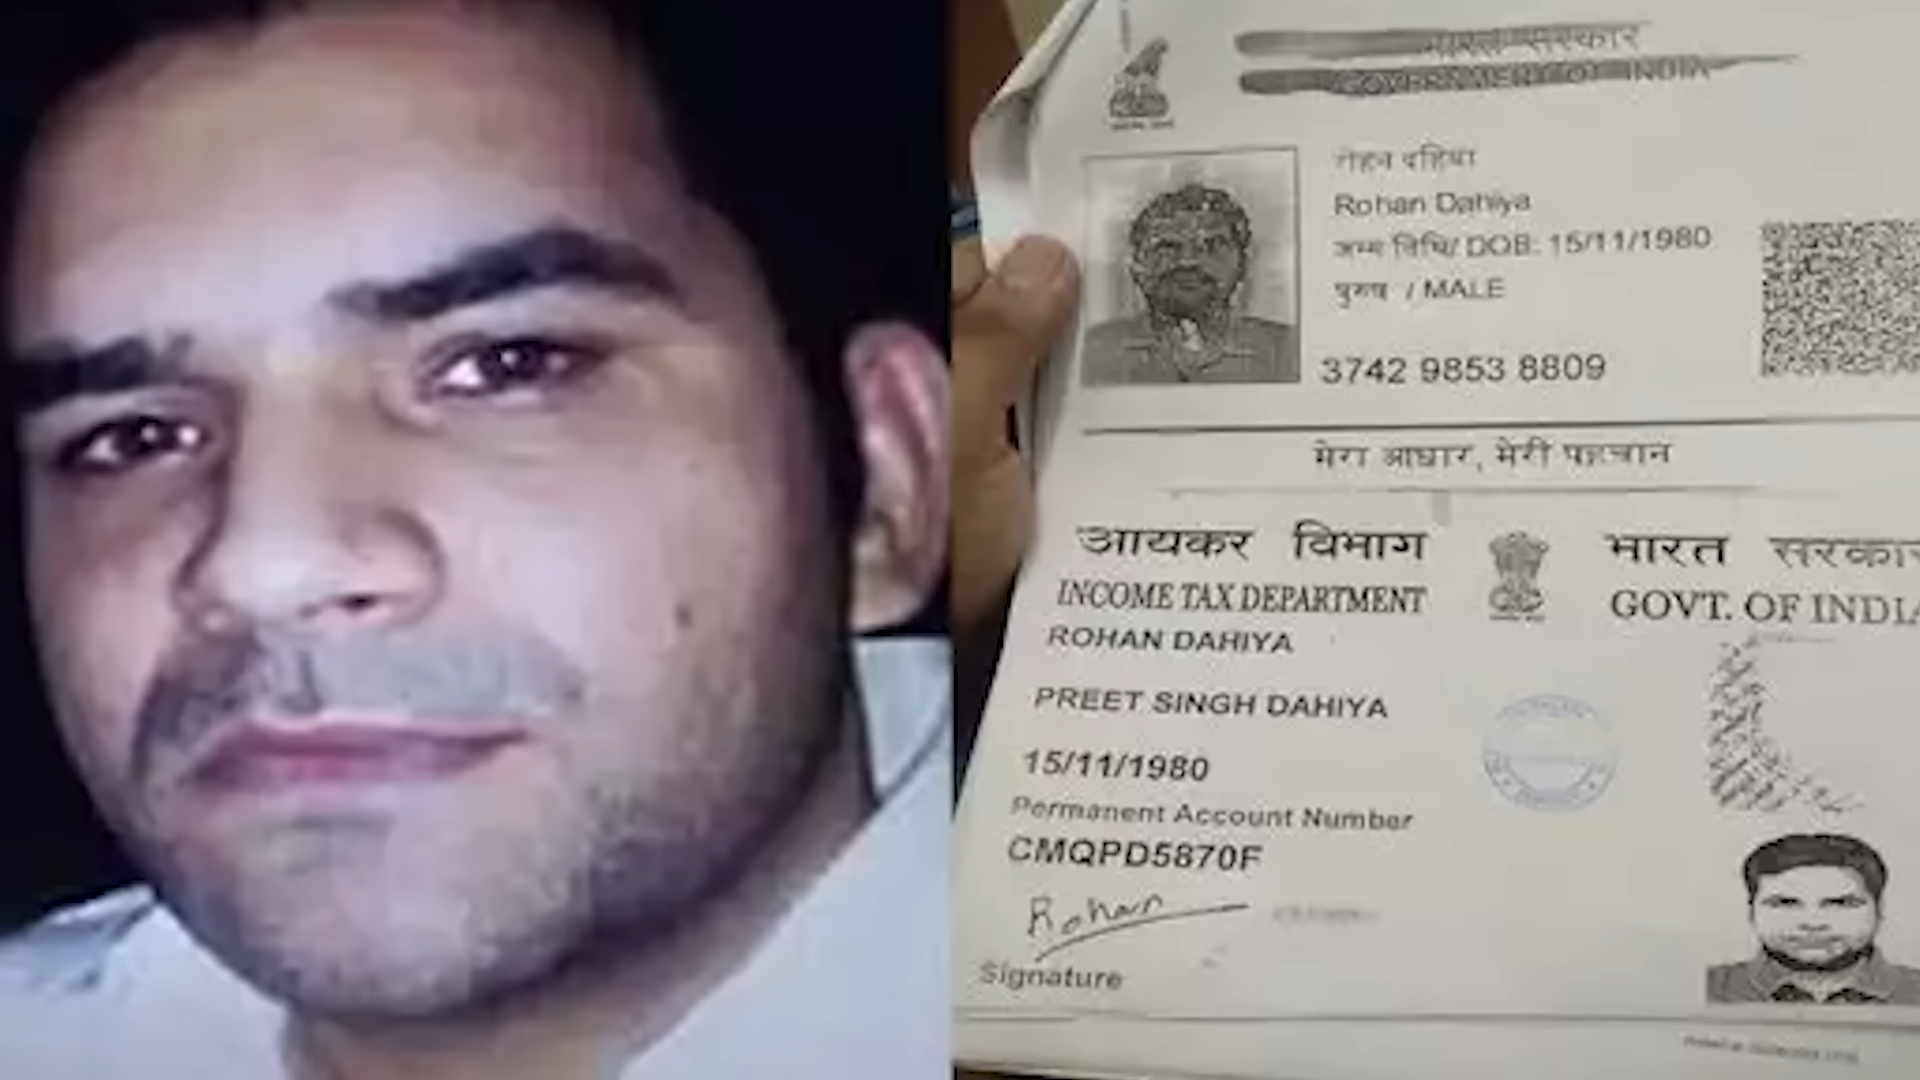 भारत सरकार
GOVERNMENT OF INDIA
रोहन दहिया
Rohan Dahiya
जन्म तिथि/ DOB: 15/11/1980
पुरुष / MALE
3742 9853 8809
मेरा आधार, मेरी पहचान
आयकर विभाग भारत सरकार
INCOME TAX DEPARTMENT GOVT. OF INDIA
ROHAN DAHIYA
PREET SINGH DAHIYA
15/11/1980
Permanent Account Number
CMQPD5870F
Rohan
Signature